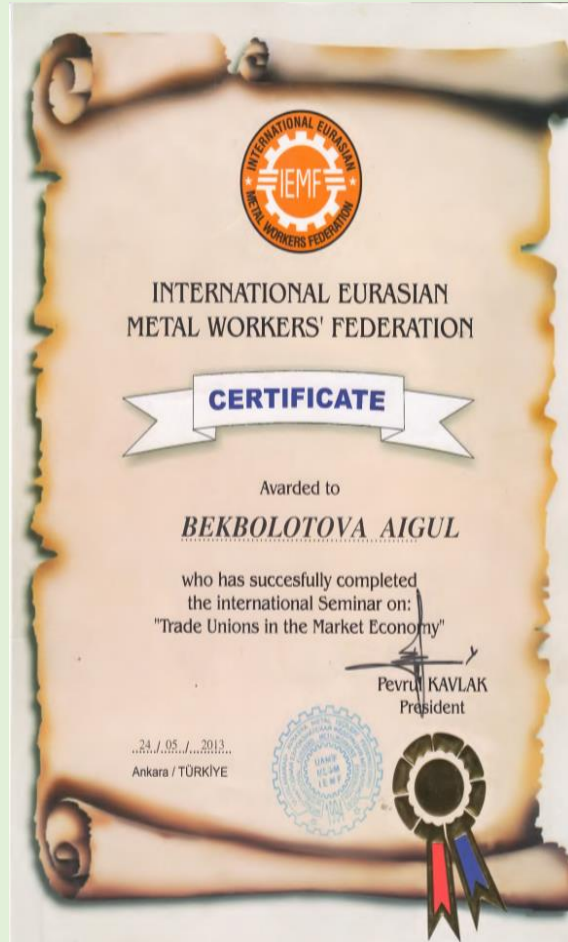 INTERNATIONAL EURASIAN
IEMF
METAL WORKERS FEDERATION
INTERNATIONAL EURASIAN
METAL WORKERS' FEDERATION
CERTIFICATE
Avarded to
BEKBOLOTOVA AIGUL
who has succesfully completed
the international Seminar on:
"Trade Unions in the Market Economy"
Pevrul KAVLAK
President
24 / 05 / 2013
Ankara / TÜRKİYE
IEMF